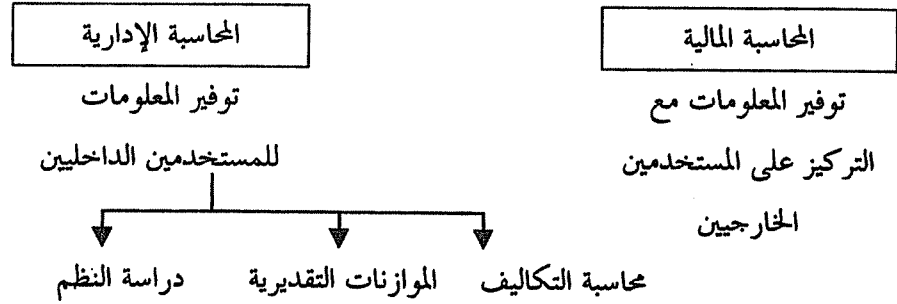 المحاسبة المالية
توفير المعلومات مع
التركيز على المستخدمين
الخارجيين
المحاسبة الإدارية
توفير المعلومات
للمستخدمين الداخليين
محاسبة التكاليف
الموازنات التقديرية
دراسة النظم